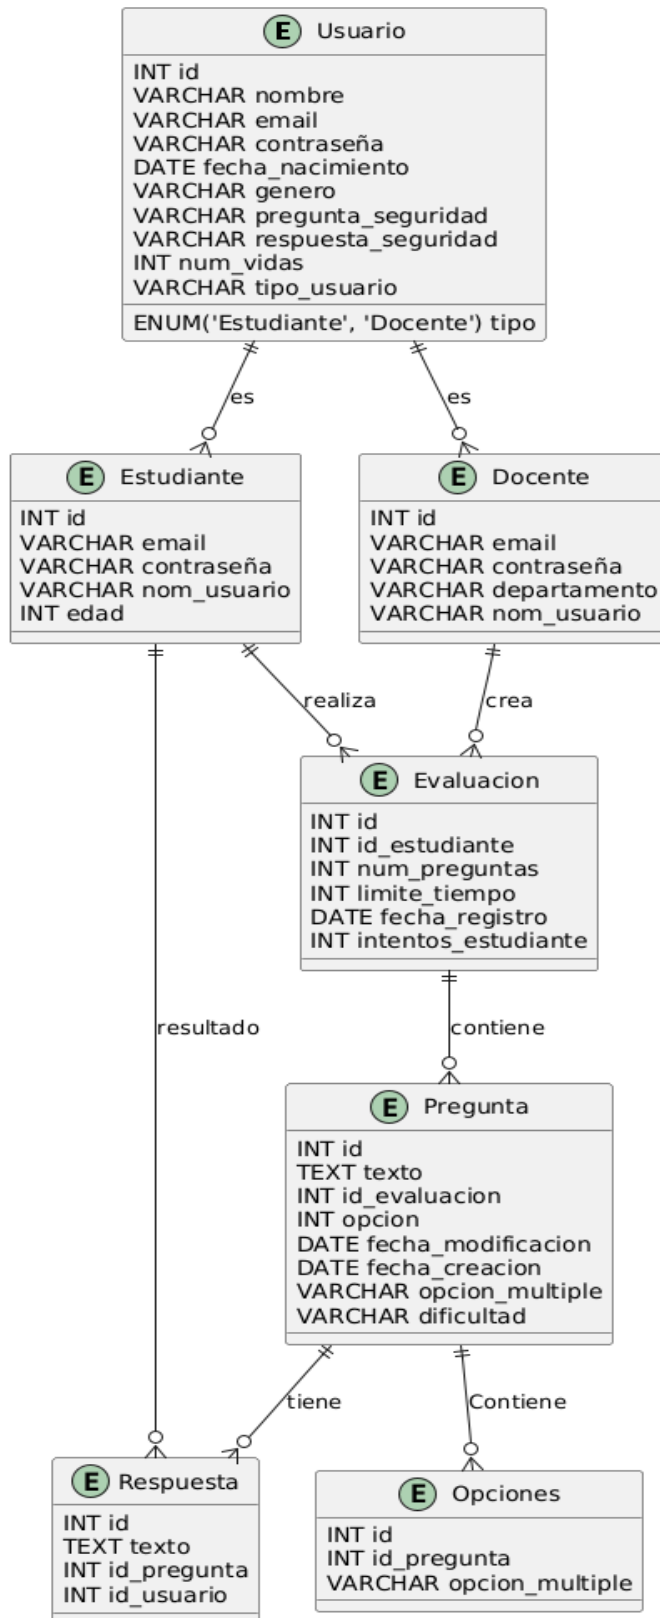 E Usuario
INT id
VARCHAR nombre
VARCHAR email
VARCHAR contraseña
DATE fecha_nacimiento
VARCHAR genero
VARCHAR pregunta_seguridad
VARCHAR respuesta_seguridad
INT num_vidas
VARCHAR tipo_usuario
ENUM('Estudiante', 'Docente') tipo
es
es
E Estudiante
INT id
VARCHAR email
VARCHAR contraseña
VARCHAR nom_usuario
INT edad
E Docente
INT id
VARCHAR email
VARCHAR contraseña
VARCHAR departamento
VARCHAR nom_usuario
realiza
crea
E Evaluacion
INT id
INT id_estudiante
INT num_preguntas
INT limite_tiempo
DATE fecha_registro
INT intentos_estudiante
resultado
contiene
E Pregunta
INT id
TEXT texto
INT id_evaluacion
INT opcion
DATE fecha_modificacion
DATE fecha_creacion
VARCHAR opcion_multiple
VARCHAR dificultad
tiene
Contiene
E Respuesta
INT id
TEXT texto
INT id_pregunta
INT id_usuario
E Opciones
INT id
INT id_pregunta
VARCHAR opcion_multiple